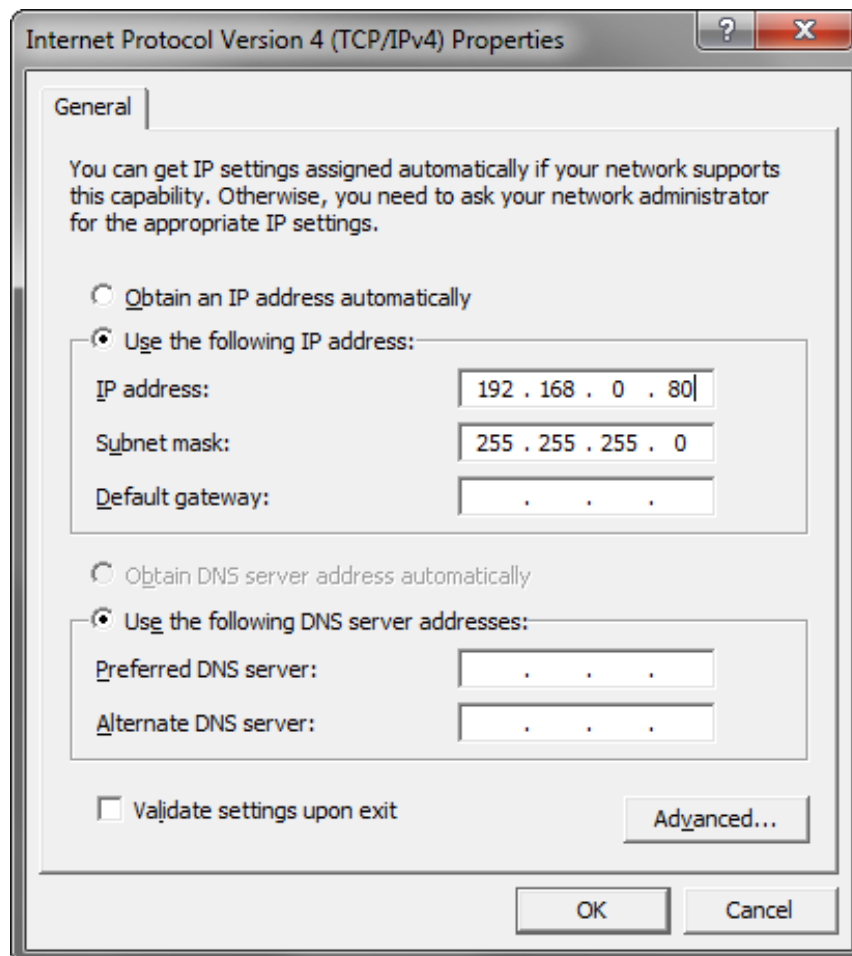 Internet Protocol Version 4 (TCP/IPv4) Properties
?
General
You can get IP settings assigned automatically if your network supports
this capability. Otherwise, you need to ask your network administrator
for the appropriate IP settings.
Obtain an IP address automatically
Use the following IP address:
IP address: 192 . 168 . 0 . 80
Subnet mask: 255 . 255 . 255 . 0
Default gateway: . . .
Obtain DNS server address automatically
Use the following DNS server addresses:
Preferred DNS server: . . .
Alternate DNS server: . . .
Validate settings upon exit
Advanced...
OK Cancel